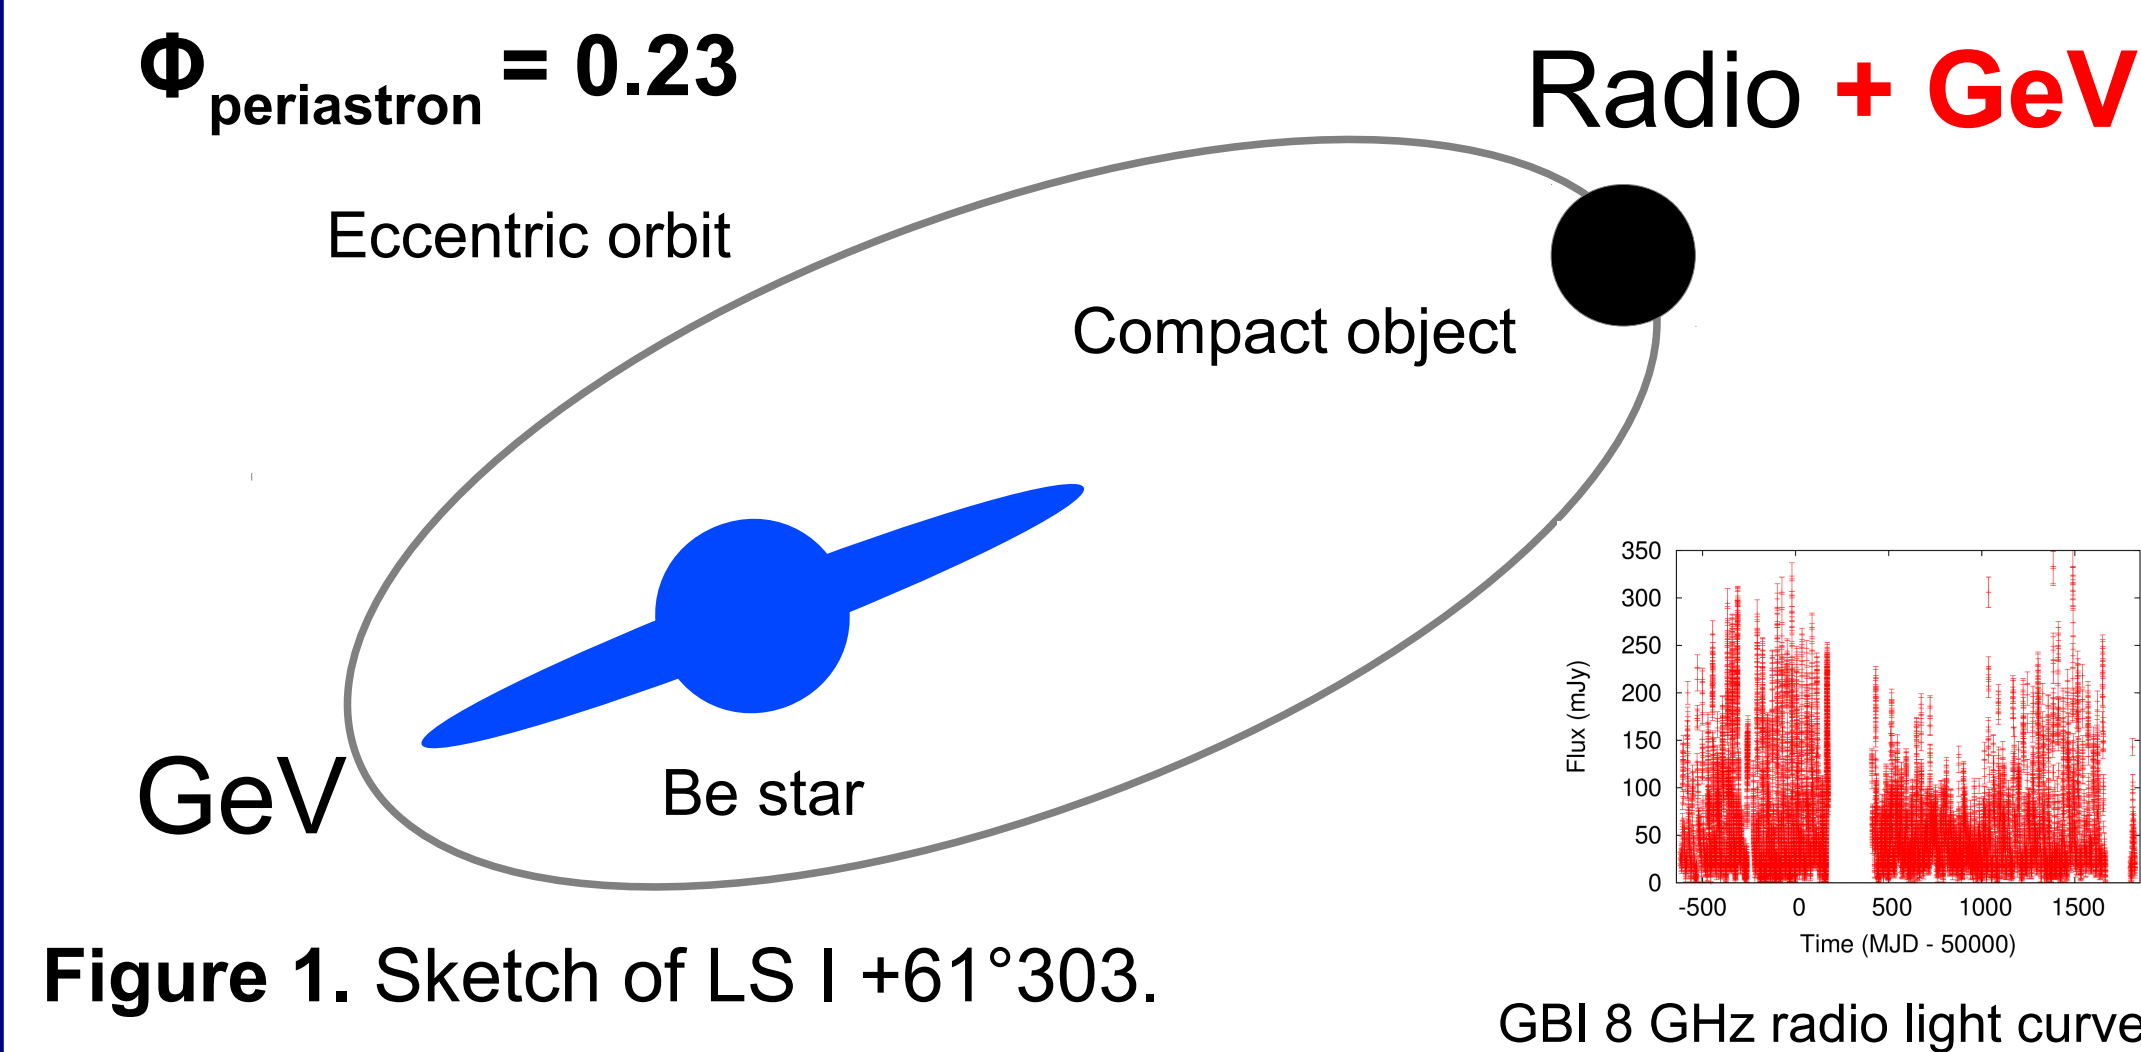 Φperiastron = 0.23
Radio + GeV
Eccentric orbit
Compact object
GeV
Be star
350
300
250
200
150
100
50
0
Flux (mJy)
-500 0 500 1000 1500
Time (MJD - 50000)
Figure 1. Sketch of LS I +61°303.
GBI 8 GHz radio light curve